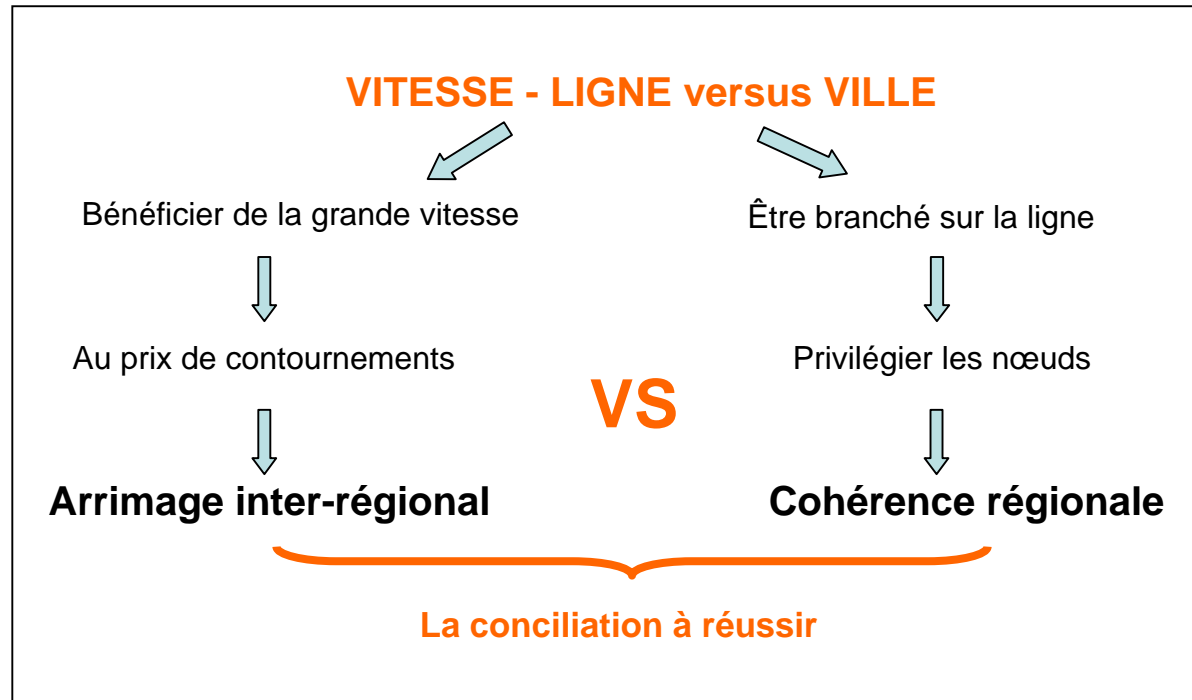 VITESSE - LIGNE versus VILLE
Bénéficier de la grande vitesse
Être branché sur la ligne
Au prix de contournements
Privilégier les nœuds
VS
Arrimage inter-régional
Cohérence régionale
La conciliation à réussir